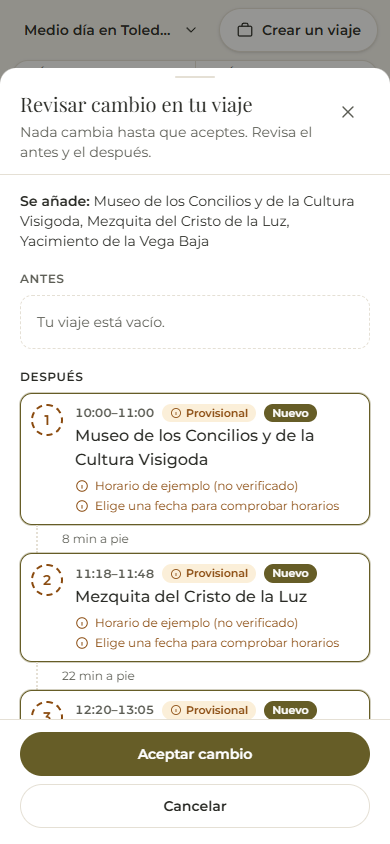 Medio día en Toled...
Crear un viaje
Revisar cambio en tu viaje
Nada cambia hasta que aceptes. Revisa el
antes y el después.
Se añade: Museo de los Concilios y de la Cultura
Visigoda, Mezquita del Cristo de la Luz,
Yacimiento de la Vega Baja
ANTES
Tu viaje está vacío.
DESPUÉS
1
10:00–11:00 Provisional Nuevo
Museo de los Concilios y de la
Cultura Visigoda
Horario de ejemplo (no verificado)
Elige una fecha para comprobar horarios
8 min a pie
2
11:18–11:48 Provisional Nuevo
Mezquita del Cristo de la Luz
Horario de ejemplo (no verificado)
Elige una fecha para comprobar horarios
22 min a pie
3
12:20–13:05 Provisional Nuevo
Aceptar cambio
Cancelar